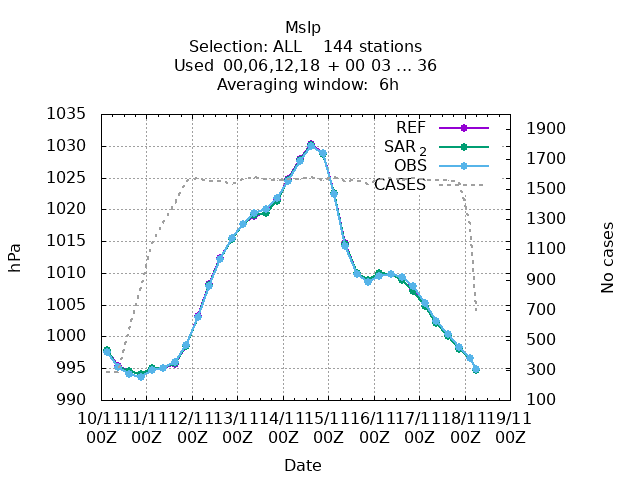 Mslp
Selection: ALL 144 stations
Used 00,06,12,18 + 00 03 ... 36
Averaging window: 6h
1035
1030
1025
1020
1015
1010
1005
1000
995
990
hPa
REF
SAR 2
OBS
CASES
1900
1700
1500
1300
1100
900
700
500
300
100
No cases
10/11 11/11 12/11 13/11 14/11 15/11 16/11 17/11 18/11 19/11
00Z 00Z 00Z 00Z 00Z 00Z 00Z 00Z 00Z 00Z
Date